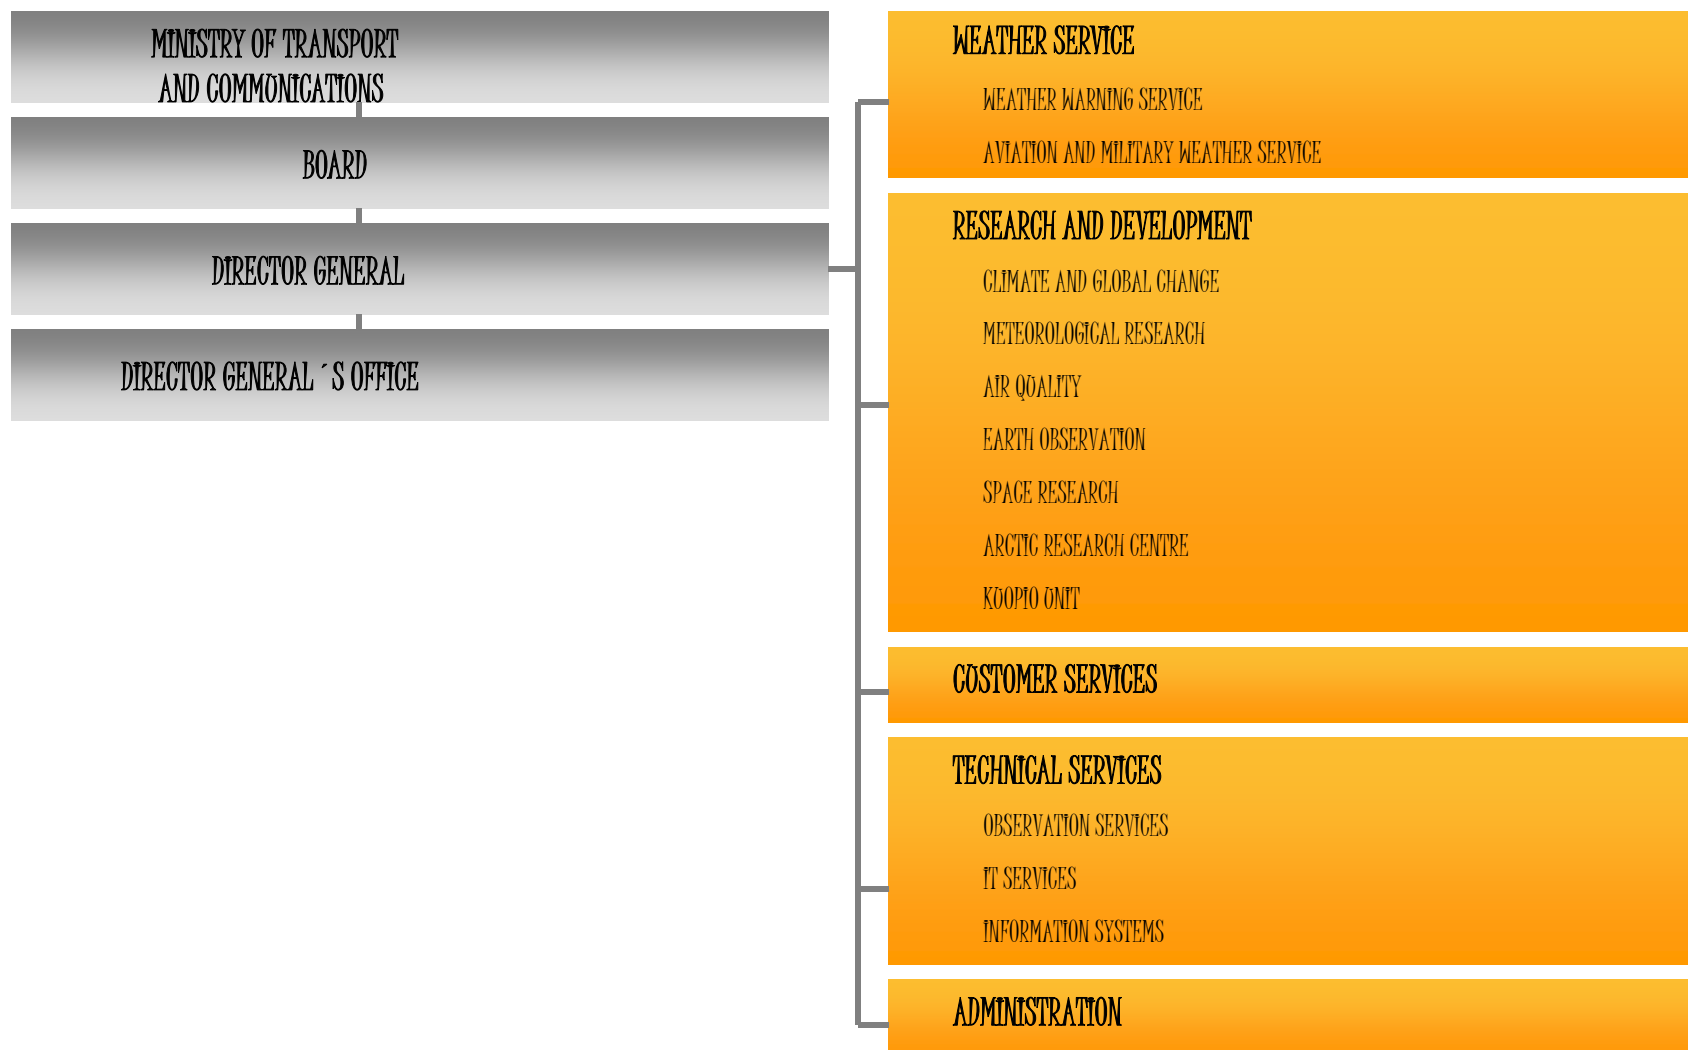 MINISTRY OF TRANSPORT
AND COMMUNICATIONS
BOARD
DIRECTOR GENERAL
DIRECTOR GENERAL´S OFFICE
WEATHER SERVICE
WEATHER WARNING SERVICE
AVIATION AND MILITARY WEATHER SERVICE
RESEARCH AND DEVELOPMENT
CLIMATE AND GLOBAL CHANGE
METEOROLOGICAL RESEARCH
AIR QUALITY
EARTH OBSERVATION
SPACE RESEARCH
ARCTIC RESEARCH CENTRE
KUOPIO UNIT
CUSTOMER SERVICES
TECHNICAL SERVICES
OBSERVATION SERVICES
IT SERVICES
INFORMATION SYSTEMS
ADMINISTRATION